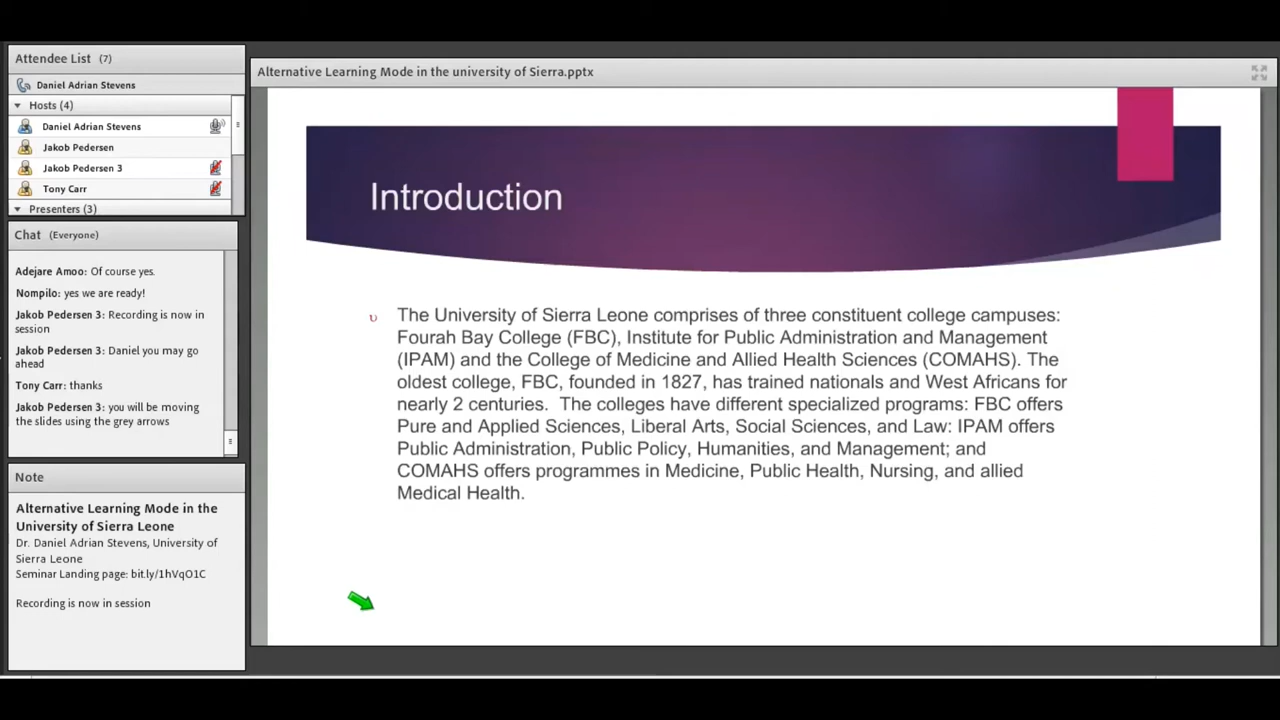 Attendee List (7)
Daniel Adrian Stevens
Hosts (4)
Daniel Adrian Stevens
Jakob Pedersen
Jakob Pedersen 3
Tony Carr
Presenters (3)
Chat (Everyone)
Adejare Amoo: Of course yes.
Nompilo: yes we are ready!
Jakob Pedersen 3: Recording is now in
session
Jakob Pedersen 3: Daniel you may go
ahead
Tony Carr: thanks
Jakob Pedersen 3: you will be moving
the slides using the grey arrows
Note
Alternative Learning Mode in the
University of Sierra Leone
Dr. Daniel Adrian Stevens, University of
Sierra Leone
Seminar Landing page: bit.ly/1hVqO1C
Recording is now in session
Alternative Learning Mode in the university of Sierra.pptx
Introduction
υ The University of Sierra Leone comprises of three constituent college campuses:
Fourah Bay College (FBC), Institute for Public Administration and Management
(IPAM) and the College of Medicine and Allied Health Sciences (COMAHS). The
oldest college, FBC, founded in 1827, has trained nationals and West Africans for
nearly 2 centuries.  The colleges have different specialized programs: FBC offers
Pure and Applied Sciences, Liberal Arts, Social Sciences, and Law: IPAM offers
Public Administration, Public Policy, Humanities, and Management; and
COMAHS offers programmes in Medicine, Public Health, Nursing, and allied
Medical Health.